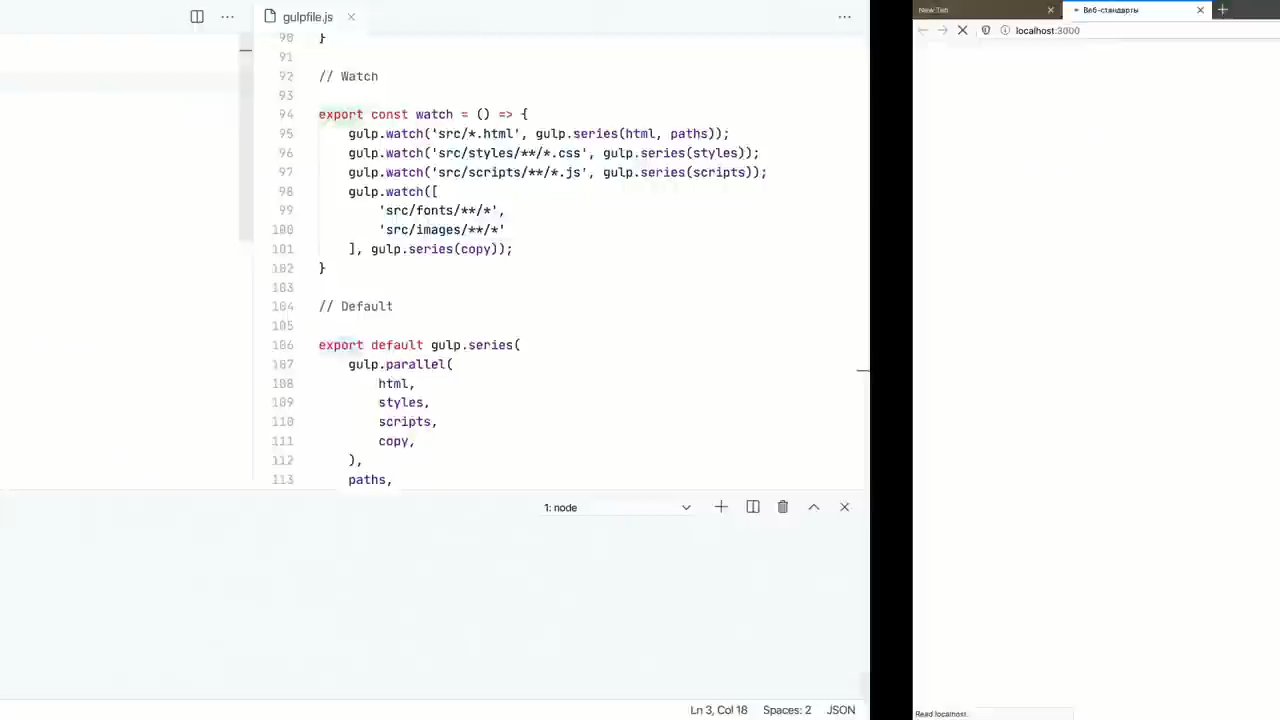 gulpfile.js
90 }
91
92 // Watch
93
94 export const watch = () => {
95 gulp.watch('src/*.html', gulp.series(html, paths));
96 gulp.watch('src/styles/**/*.css', gulp.series(styles));
97 gulp.watch('src/scripts/**/*.js', gulp.series(scripts));
98 gulp.watch([
99 'src/fonts/**/*',
100 'src/images/**/*'
101 ], gulp.series(copy));
102 }
103
104 // Default
105
106 export default gulp.series(
107 gulp.parallel(
108 html,
109 styles,
110 scripts,
111 copy,
112 ),
113 paths,
1: node
Ln 3, Col 18 Spaces: 2 JSON
New Tab Веб-стандарты
localhost:3000
Read localhost